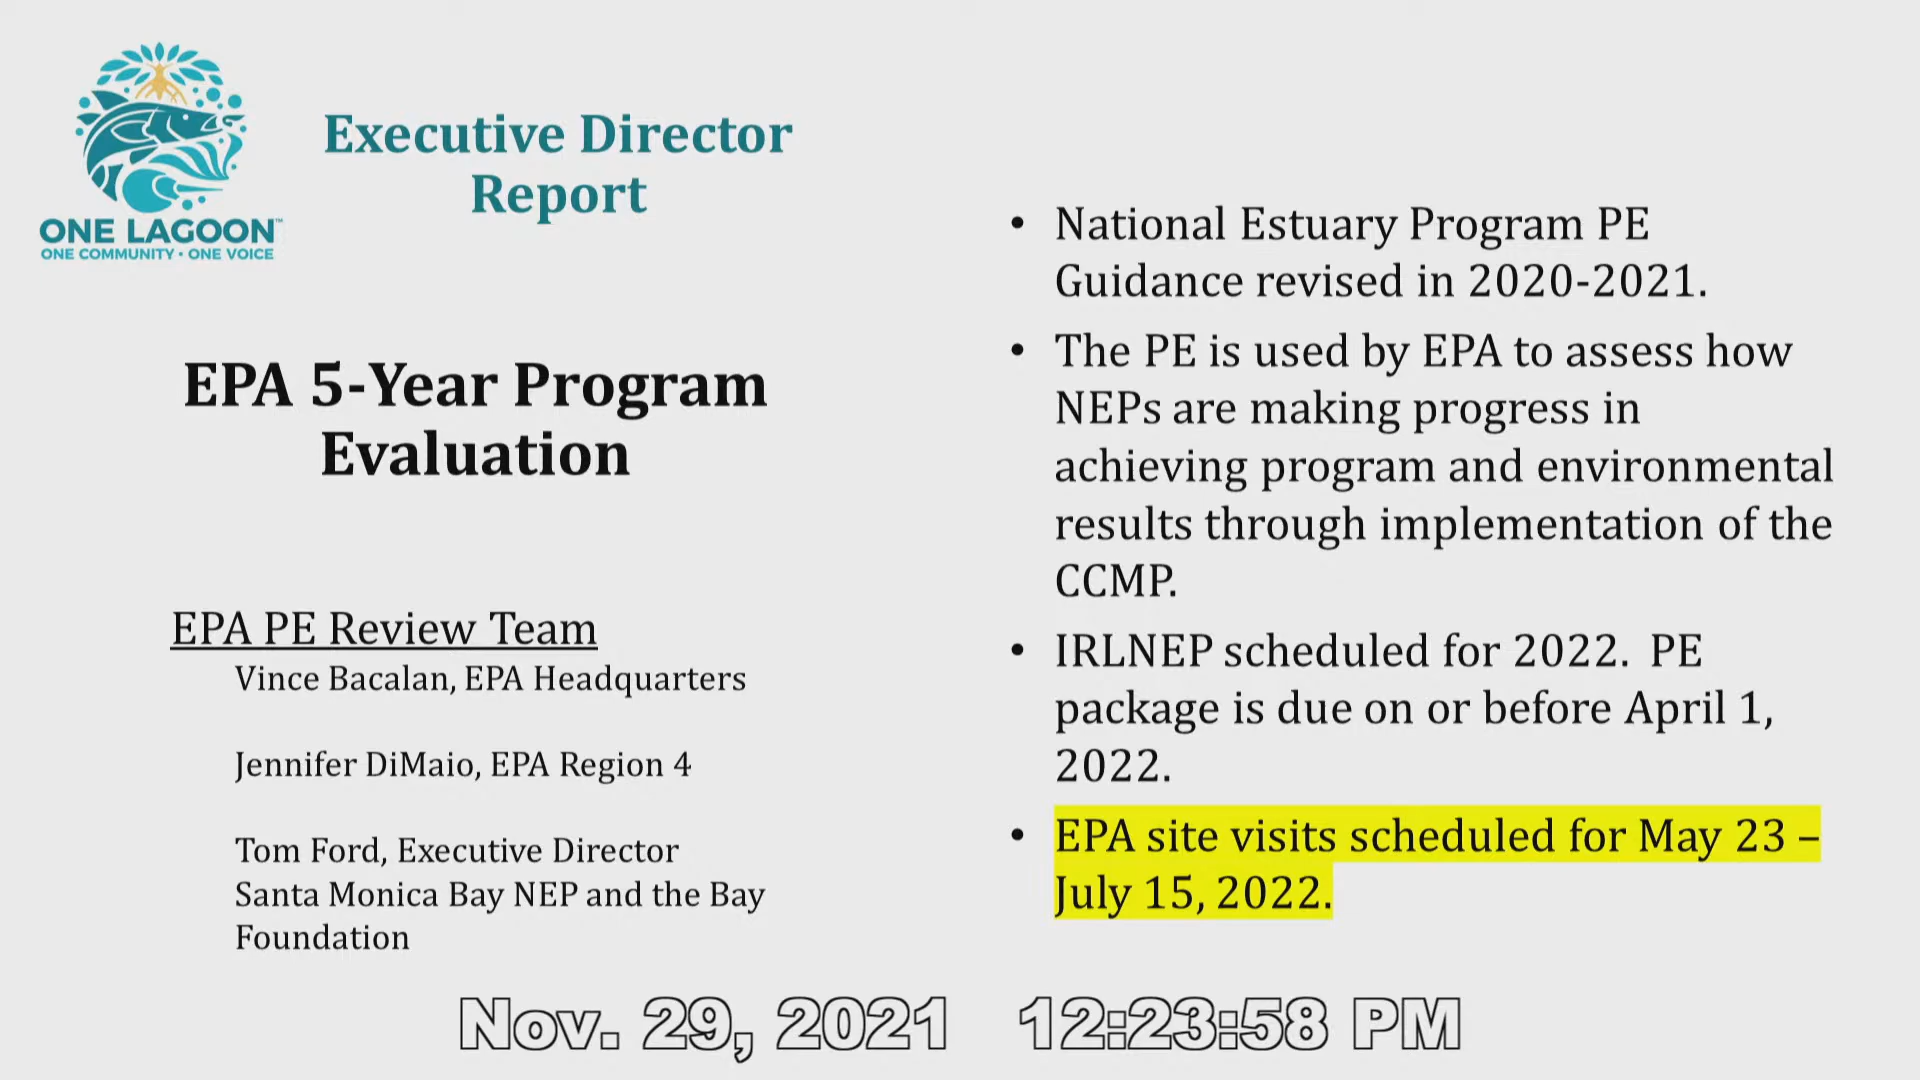 ONE LAGOON™
ONE COMMUNITY • ONE VOICE
Executive Director
Report
EPA 5-Year Program
Evaluation
EPA PE Review Team
Vince Bacalan, EPA Headquarters
Jennifer DiMaio, EPA Region 4
Tom Ford, Executive Director
Santa Monica Bay NEP and the Bay
Foundation
• National Estuary Program PE
Guidance revised in 2020-2021.
• The PE is used by EPA to assess how
NEPs are making progress in
achieving program and environmental
results through implementation of the
CCMP.
• IRLNEP scheduled for 2022.  PE
package is due on or before April 1,
2022.
• EPA site visits scheduled for May 23 –
July 15, 2022.
Nov. 29, 2021   12:23:58 PM